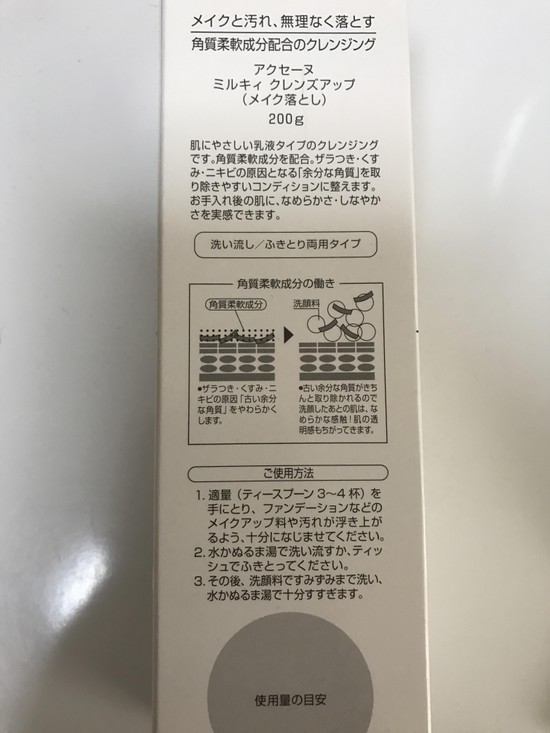 メイクと汚れ、無理なく落とす
角質柔軟成分配合のクレンジング
アクセーヌ
ミルキィ クレンズアップ
（メイク落とし）
200g
肌にやさしい乳液タイプのクレンジング
です。角質柔軟成分を配合。ザラつき・くす
み・ニキビの原因となる「余分な角質」を取
り除きやすいコンディションに整えます。
お手入れ後の肌に、なめらかさ・しなやか
さを実感できます。
洗い流し／ふきとり両用タイプ
角質柔軟成分の働き
角質柔軟成分
洗顔料
●ザラつき・くすみ・ニ
キビの原因「古い余分
な角質」をやわらかく
します。
●古い余分な角質がきち
んと取り除かれるので
洗顔したあとの肌は、な
めらかな感触！肌の透
明感もちがってきます。
ご使用方法
1. 適量（ティースプーン3〜4杯）を
手にとり、ファンデーションなどの
メイクアップ料や汚れが浮き上が
るよう、十分になじませてください。
2. 水かぬるま湯で洗い流すか、ティッ
シュでふきとってください。
3. その後、洗顔料ですみずみまで洗い、
水かぬるま湯で十分すすぎます。
使用量の目安